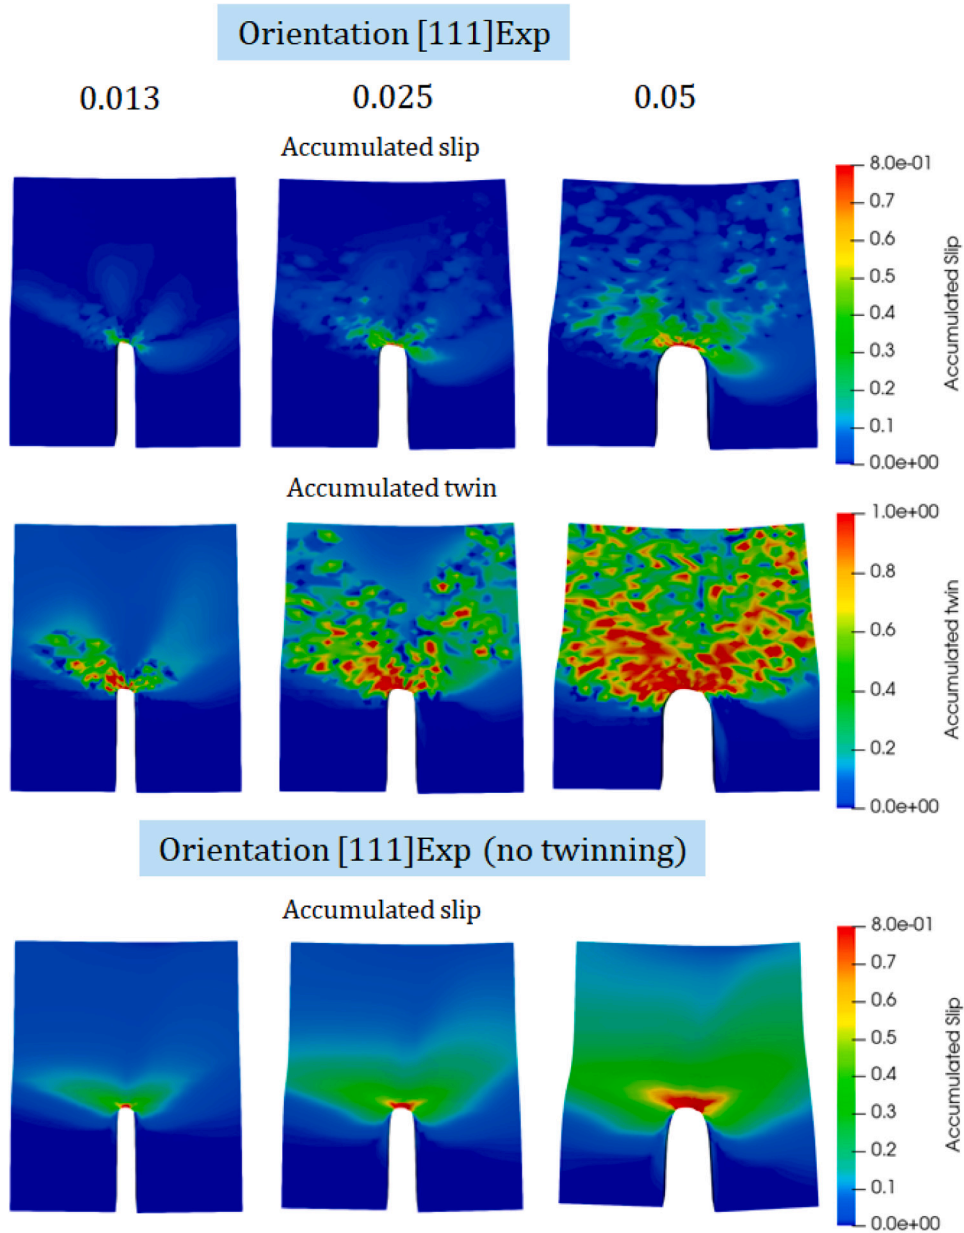 Orientation [111]Exp
0.013 0.025 0.05
Accumulated slip
8.0e-01
0.7
0.6
0.5
0.4
0.3
0.2
0.1
0.0e+00
Accumulated Slip
Accumulated twin
1.0e+00
0.8
0.6
0.4
0.2
0.0e+00
Accumulated twin
Orientation [111]Exp (no twinning)
Accumulated slip
8.0e-01
0.7
0.6
0.5
0.4
0.3
0.2
0.1
0.0e+00
Accumulated Slip